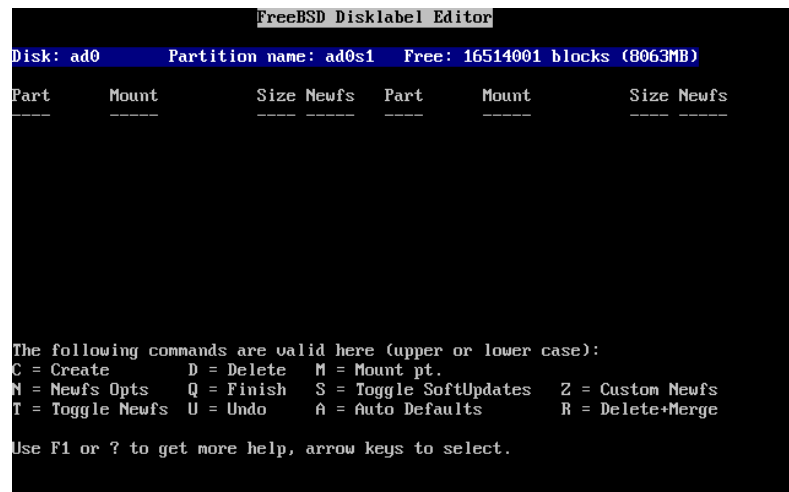 FreeBSD Disklabel Editor
Disk: ad0 Partition name: ad0s1 Free: 16514001 blocks (8063MB)
Part Mount Size Newfs Part Mount Size Newfs
---- ----- ---- ----- ---- ----- ---- -----
The following commands are valid here (upper or lower case):
C = Create D = Delete M = Mount pt.
N = Newfs Opts Q = Finish S = Toggle SoftUpdates Z = Custom Newfs
T = Toggle Newfs U = Undo A = Auto Defaults R = Delete+Merge
Use F1 or ? to get more help, arrow keys to select.